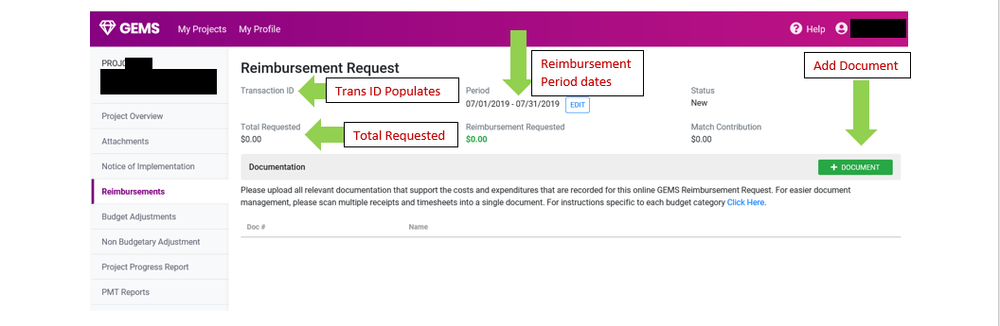 GEMS My Projects My Profile Help
PROJ
Reimbursement Request
Transaction ID
Trans ID Populates
Period
07/01/2019 - 07/31/2019 EDIT
Reimbursement
Period dates
Status
New
Add Document
Total Requested
$0.00
Total Requested
Reimbursement Requested
$0.00
Match Contribution
$0.00
Documentation
+ DOCUMENT
Please upload all relevant documentation that support the costs and expenditures that are recorded for this online GEMS Reimbursement Request. For easier document
management, please scan multiple receipts and timesheets into a single document. For instructions specific to each budget category Click Here.
Doc # Name
Project Overview
Attachments
Notice of Implementation
Reimbursements
Budget Adjustments
Non Budgetary Adjustment
Project Progress Report
PMT Reports